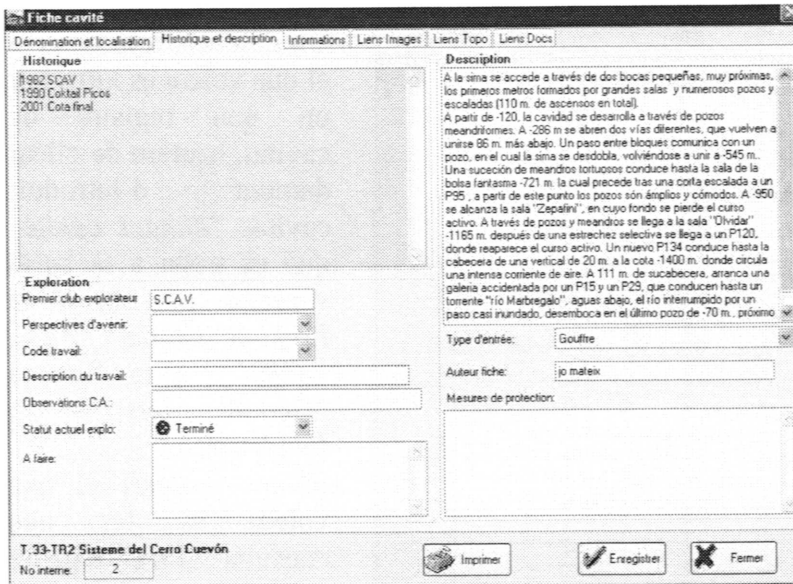 Fiche cavité
Dénomination et localisation Historique et description Informations Liens Images Liens Topo Liens Docs
Historique
1982 SCAV
1990 Coktail Picos
2001 Cota final
Exploration
Premier club explorateur S.C.A.V.
Perspectives d'avenir:
Code travail:
Description du travail:
Observations C.A.:
Statut actuel explo: Terminé
A faire:
Description
A la sima se accede a través de dos bocas pequeñas, muy próximas,
los primeros metros formados por grandes salas y numerosos pozos y
escaladas (110 m. de ascensos en total).
A partir de -120, la cavidad se desarrolla a través de pozos
meandriformes. A -286 m se abren dos vías diferentes, que vuelven a
unirse 86 m. más abajo. Un paso entre bloques comunica con un
pozo, en el cual la sima se desdobla, volviéndose a unir a -545 m..
Una suceción de meandros tortuosos conduce hasta la sala de la
bolsa fantasma -721 m. la cual precede tras una corta escalada a un
P95 , a partir de este punto los pozos són ámplios y cómodos. A -950
se alcanza la sala "Zepafini", en cuyo fondo se pierde el curso
activo. A través de pozos y meandros se llega a la sala "Olvidar"
-1165 m. después de una estrechez selectiva se llega a un P120,
donde reaparece el curso activo. Un nuevo P134 conduce hasta la
cabecera de una vertical de 20 m. a la cota -1400 m. donde circula
una intensa corriente de aire. A 111 m. de sucabecera, arranca una
galeria accidentada por un P15 y un P29, que conducen hasta un
torrente "río Marbregalo", aguas abajo, el río interrumpido por un
paso casi inundado, desemboca en el último pozo de -70 m., próximo
Type d'entrée: Gouffre
Auteur fiche: jo mateix
Mesures de protection:
T.33-TR2 Sisteme del Cerro Cuevón
No interne: 2
Imprimer Enregistrer Fermer